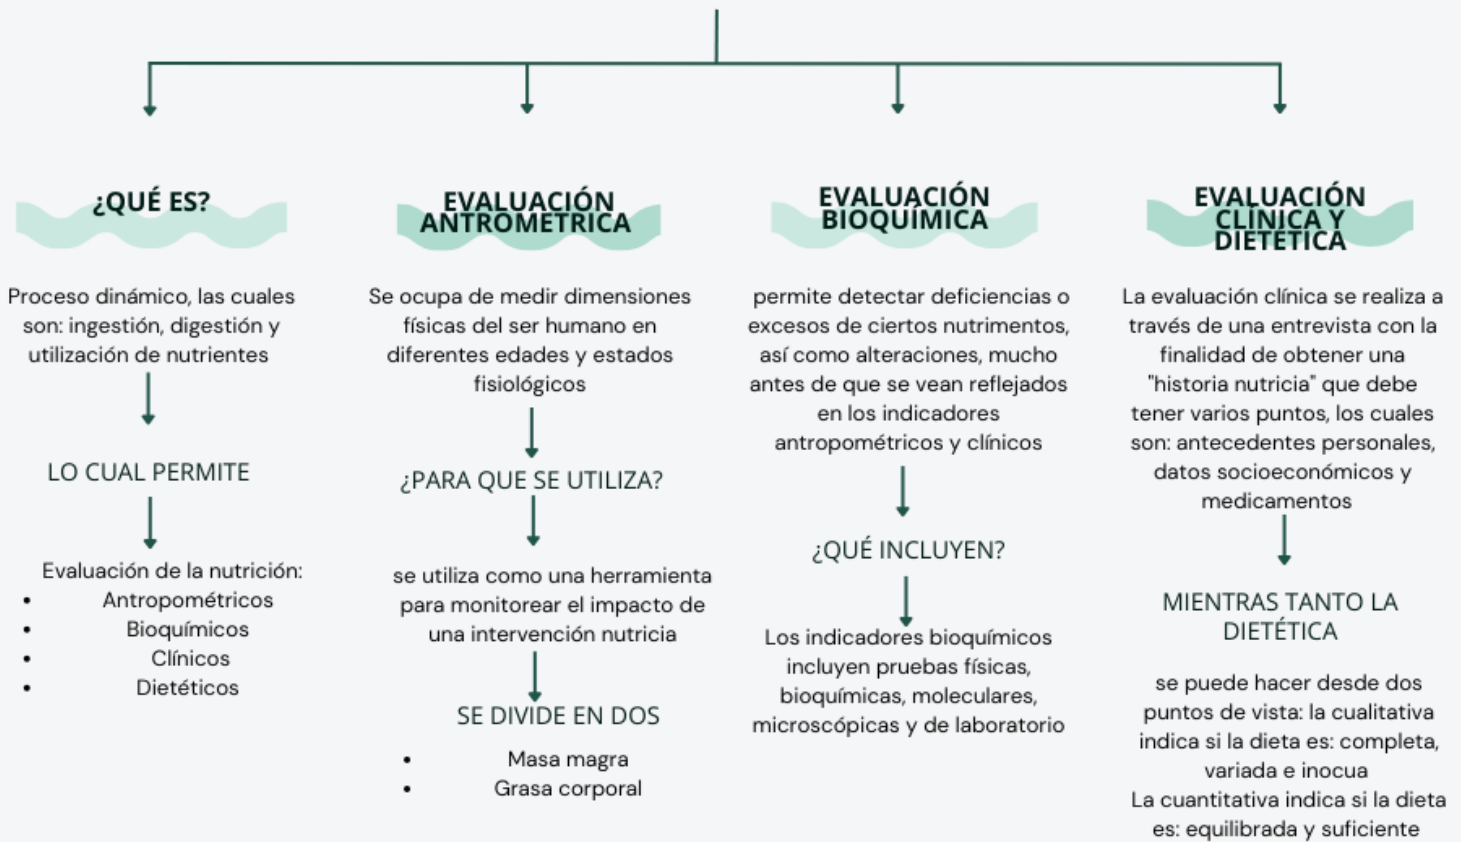 ¿QUÉ ES?
Proceso dinámico, las cuales
son: ingestión, digestión y
utilización de nutrientes
LO CUAL PERMITE
Evaluación de la nutrición:
• Antropométricos
• Bioquímicos
• Clínicos
• Dietéticos
EVALUACIÓN
ANTROMETRICA
Se ocupa de medir dimensiones
físicas del ser humano en
diferentes edades y estados
fisiológicos
¿PARA QUE SE UTILIZA?
se utiliza como una herramienta
para monitorear el impacto de
una intervención nutricia
SE DIVIDE EN DOS
• Masa magra
• Grasa corporal
EVALUACIÓN
BIOQUÍMICA
permite detectar deficiencias o
excesos de ciertos nutrimentos,
así como alteraciones, mucho
antes de que se vean reflejados
en los indicadores
antropométricos y clínicos
¿QUÉ INCLUYEN?
Los indicadores bioquímicos
incluyen pruebas físicas,
bioquímicas, moleculares,
microscópicas y de laboratorio
EVALUACIÓN
CLÍNICA Y
DIETÉTICA
La evaluación clínica se realiza a
través de una entrevista con la
finalidad de obtener una
"historia nutricia" que debe
tener varios puntos, los cuales
son: antecedentes personales,
datos socioeconómicos y
medicamentos
MIENTRAS TANTO LA
DIETÉTICA
se puede hacer desde dos
puntos de vista: la cualitativa
indica si la dieta es: completa,
variada e inocua
La cuantitativa indica si la dieta
es: equilibrada y suficiente